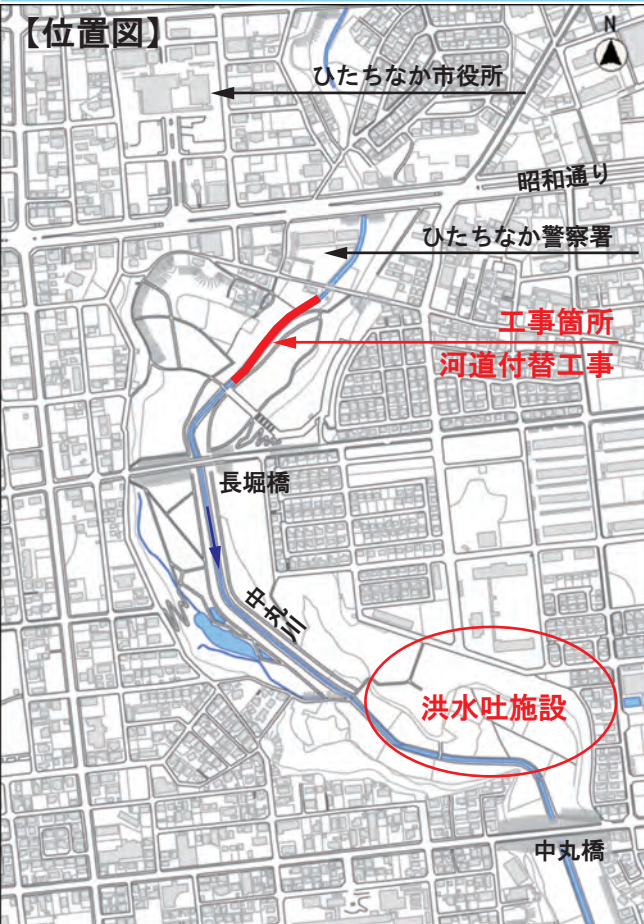 【位置図】
N
ひたちなか市役所
昭和通り
ひたちなか警察署
工事箇所
河道付替工事
長堀橋
中丸川
洪水吐施設
中丸橋